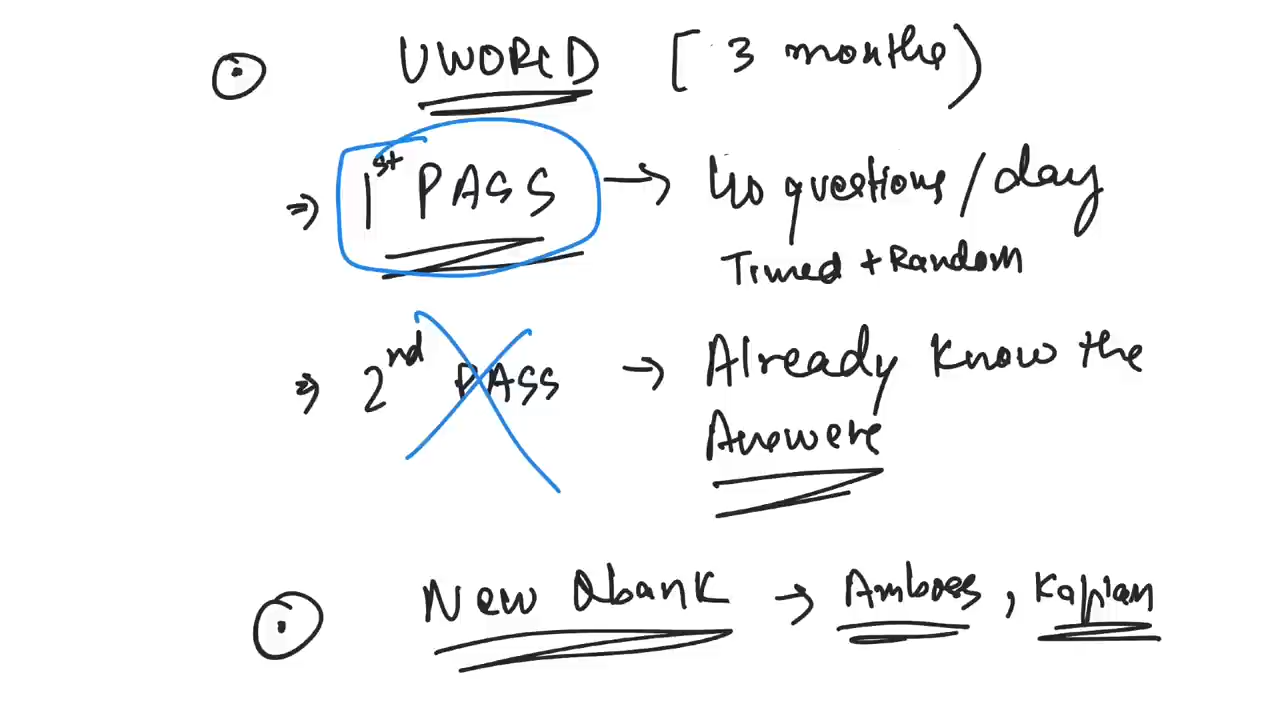 UWORLD [3 months)
⇒ 1st PASS → 40 questions/day
Timed + Random
⇒ 2nd PASS → Already know the
Answers
New Qbank → Amboss, Kaplan